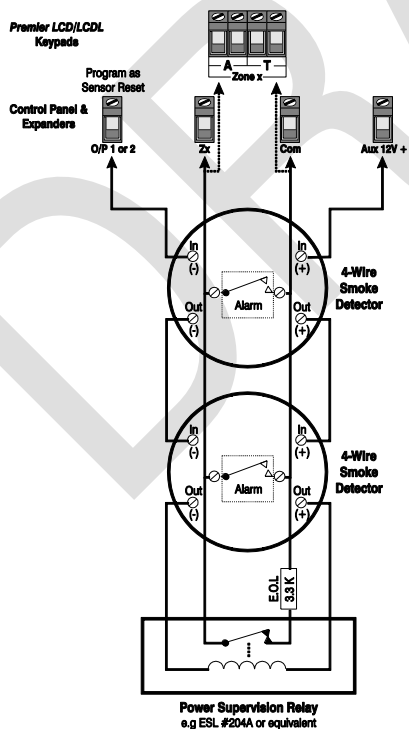 Premier LCD/LCDL
Keypads
A T
Zone x
Program as
Sensor Reset
Control Panel &
Expanders
O/P 1 or 2
Zx
Com
Aux 12V +
In
(-)
In
(+)
Alarm
Out
(-)
Out
(+)
4-Wire
Smoke
Detector
In
(-)
In
(+)
Alarm
Out
(-)
Out
(+)
4-Wire
Smoke
Detector
E.O.L
3.3 K
Power Supervision Relay
e.g ESL #204A or equivalent